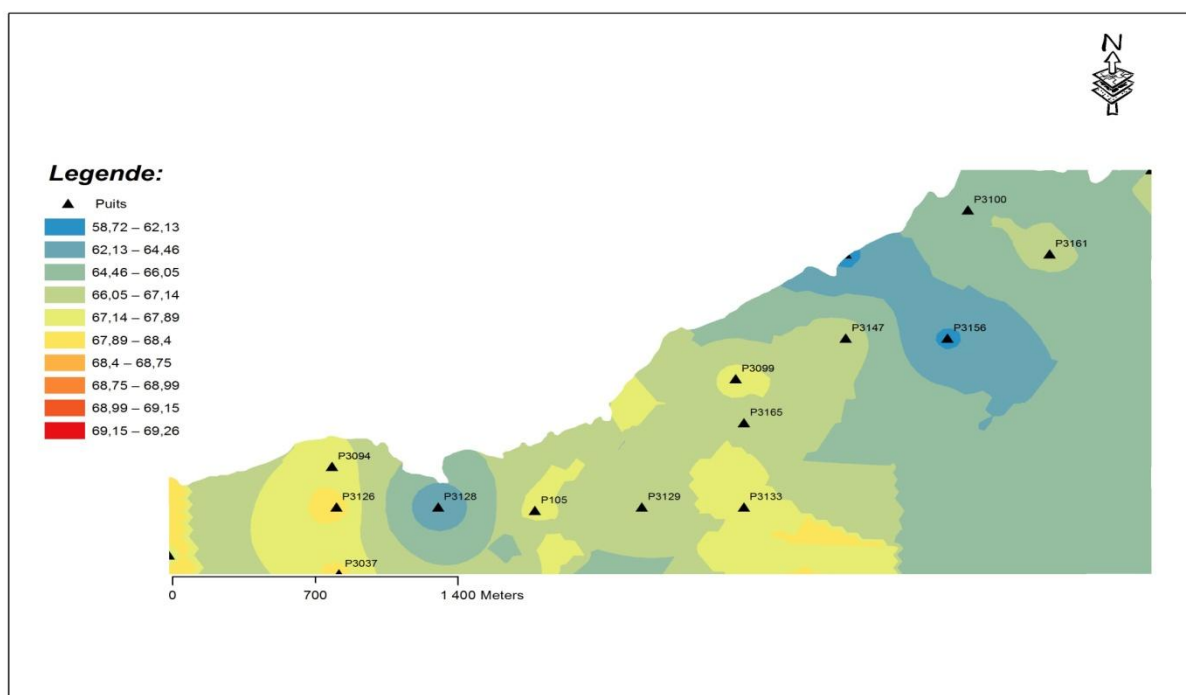 N
Legende:
Puits
58,72 – 62,13
62,13 – 64,46
64,46 – 66,05
66,05 – 67,14
67,14 – 67,89
67,89 – 68,4
68,4 – 68,75
68,75 – 68,99
68,99 – 69,15
69,15 – 69,26
P3100
P3161
P3147
P3156
P3099
P3165
P3094
P3126
P3128
P105
P3129
P3133
P3037
0 700 1 400 Meters